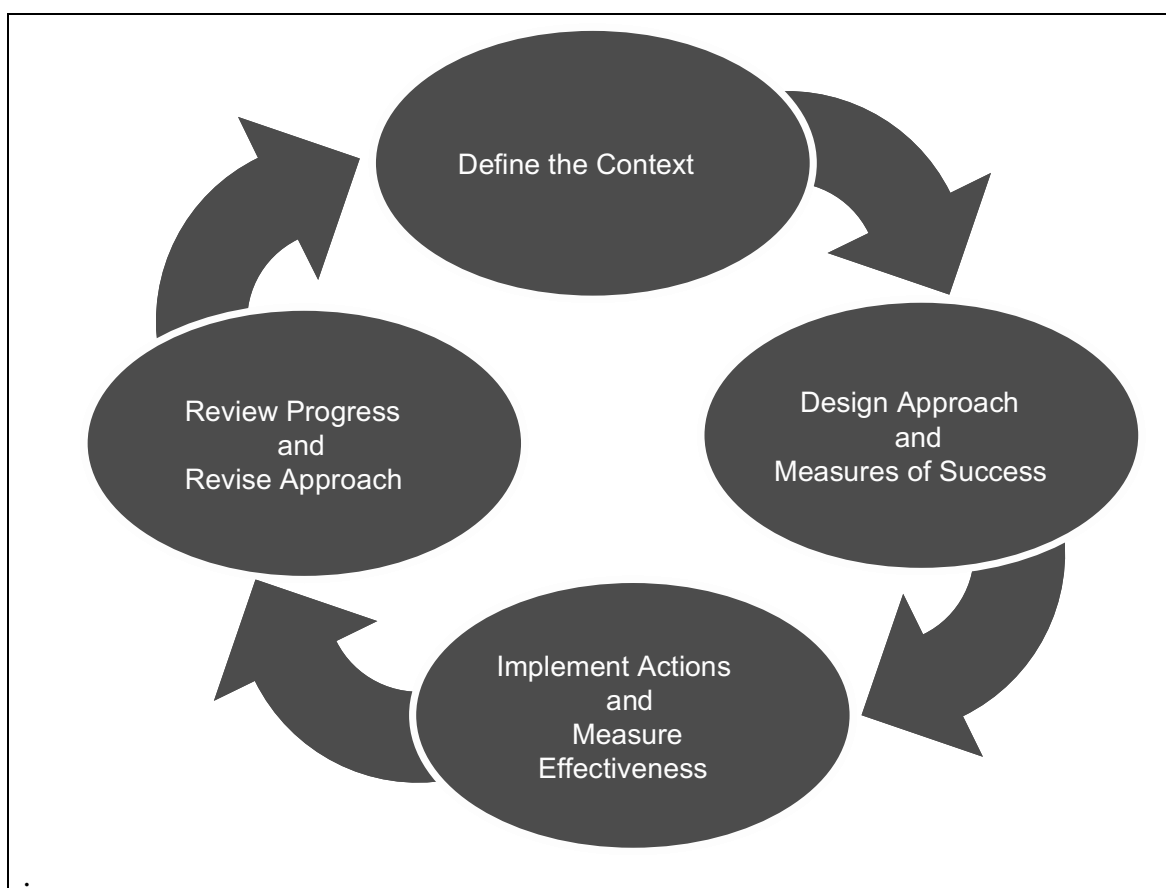 Define the Context
Design Approach
and
Measures of Success
Implement Actions
and
Measure
Effectiveness
Review Progress
and
Revise Approach
.